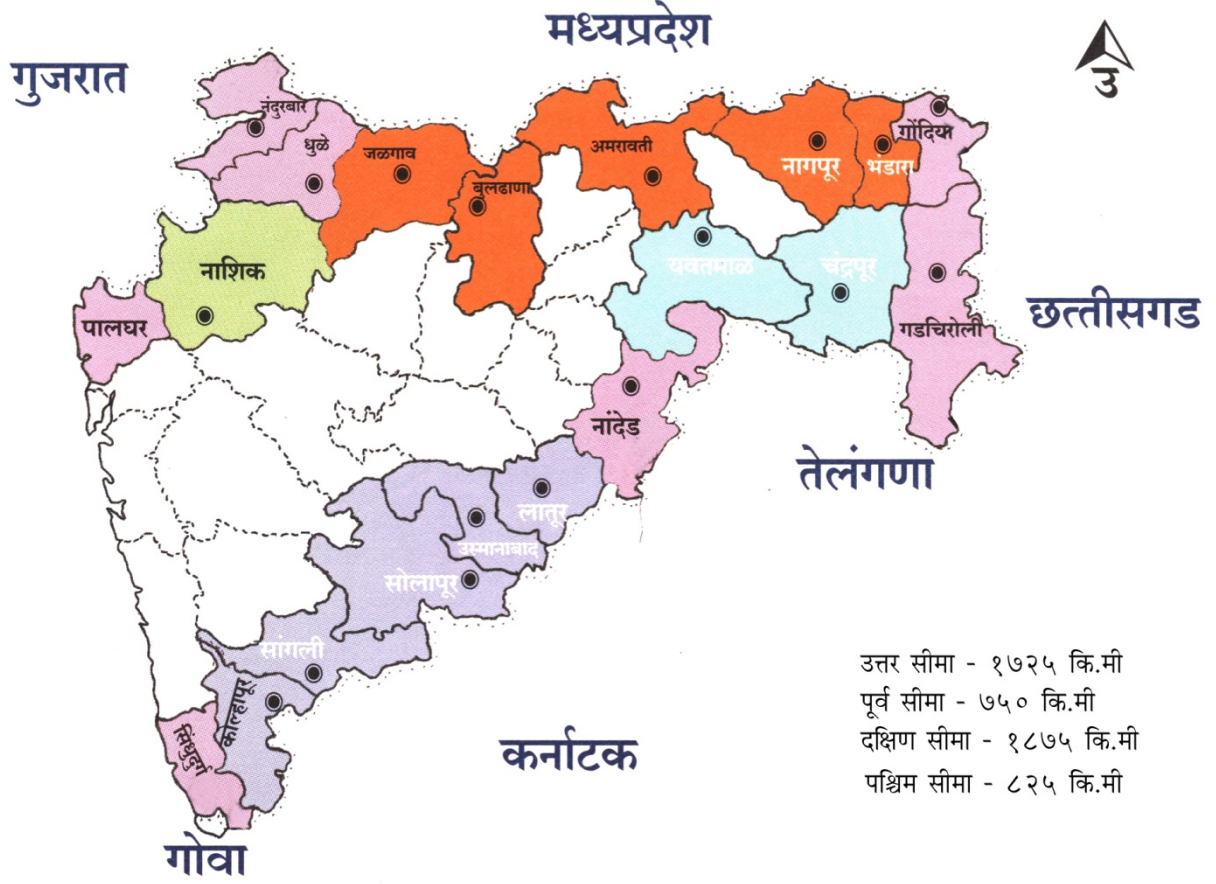 मध्यप्रदेश
गुजरात
उ
नंदुरबार
धुळे
जळगाव
बुलढाणा
अमरावती
नागपूर
भंडारा
गोंदिया
नाशिक
यवतमाळ
चंद्रपूर
पालघर
गडचिरोली
छत्तीसगड
नांदेड
तेलंगणा
लातूर
उस्मानाबाद
सोलापूर
सांगली
कोल्हापूर
सिंधुदुर्ग
कर्नाटक
गोवा
उत्तर सीमा - १७२५ कि.मी
पूर्व सीमा - ७५० कि.मी
दक्षिण सीमा - १८७५ कि.मी
पश्चिम सीमा - ८२५ कि.मी